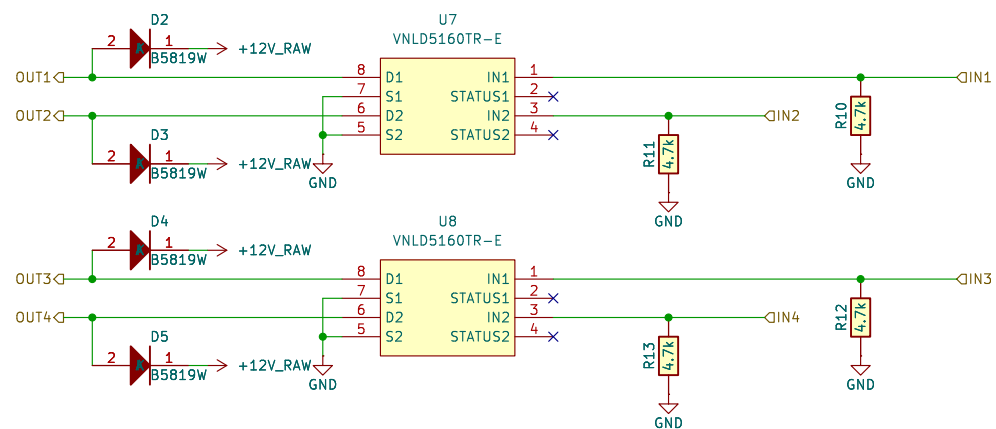 D2
2 K 1 +12V_RAW
B5819W
U7
VNLD5160TR-E
OUT1 8 D1 IN1 1 IN1
7 S1 STATUS1 2
OUT2 6 D2 IN2 3 IN2
5 S2 STATUS2 4
R10 4.7k
R11 4.7k
D3
2 K 1 +12V_RAW
B5819W
GND
GND
GND
D4
2 K 1 +12V_RAW
B5819W
U8
VNLD5160TR-E
OUT3 8 D1 IN1 1 IN3
7 S1 STATUS1 2
OUT4 6 D2 IN2 3 IN4
5 S2 STATUS2 4
R12 4.7k
R13 4.7k
D5
2 K 1 +12V_RAW
B5819W
GND
GND
GND